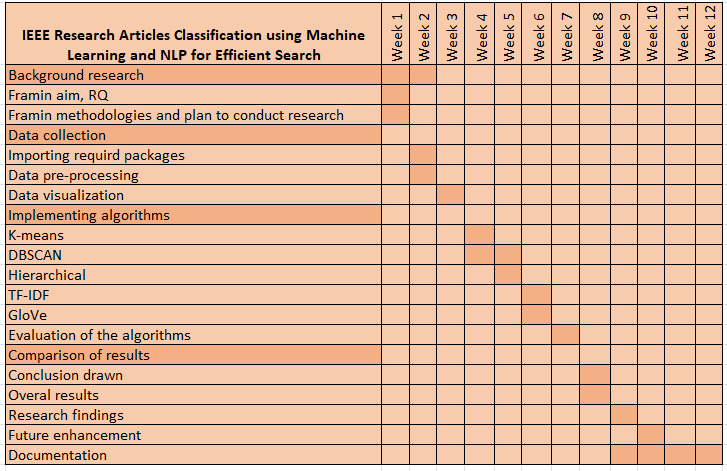 IEEE Research Articles Classification using Machine
Learning and NLP for Efficient Search
Week 1
Week 2
Week 3
Week 4
Week 5
Week 6
Week 7
Week 8
Week 9
Week 10
Week 11
Week 12
Background research
Framin aim, RQ
Framin methodologies and plan to conduct research
Data collection
Importing requird packages
Data pre-processing
Data visualization
Implementing algorithms
K-means
DBSCAN
Hierarchical
TF-IDF
GloVe
Evaluation of the algorithms
Comparison of results
Conclusion drawn
Overal results
Research findings
Future enhancement
Documentation